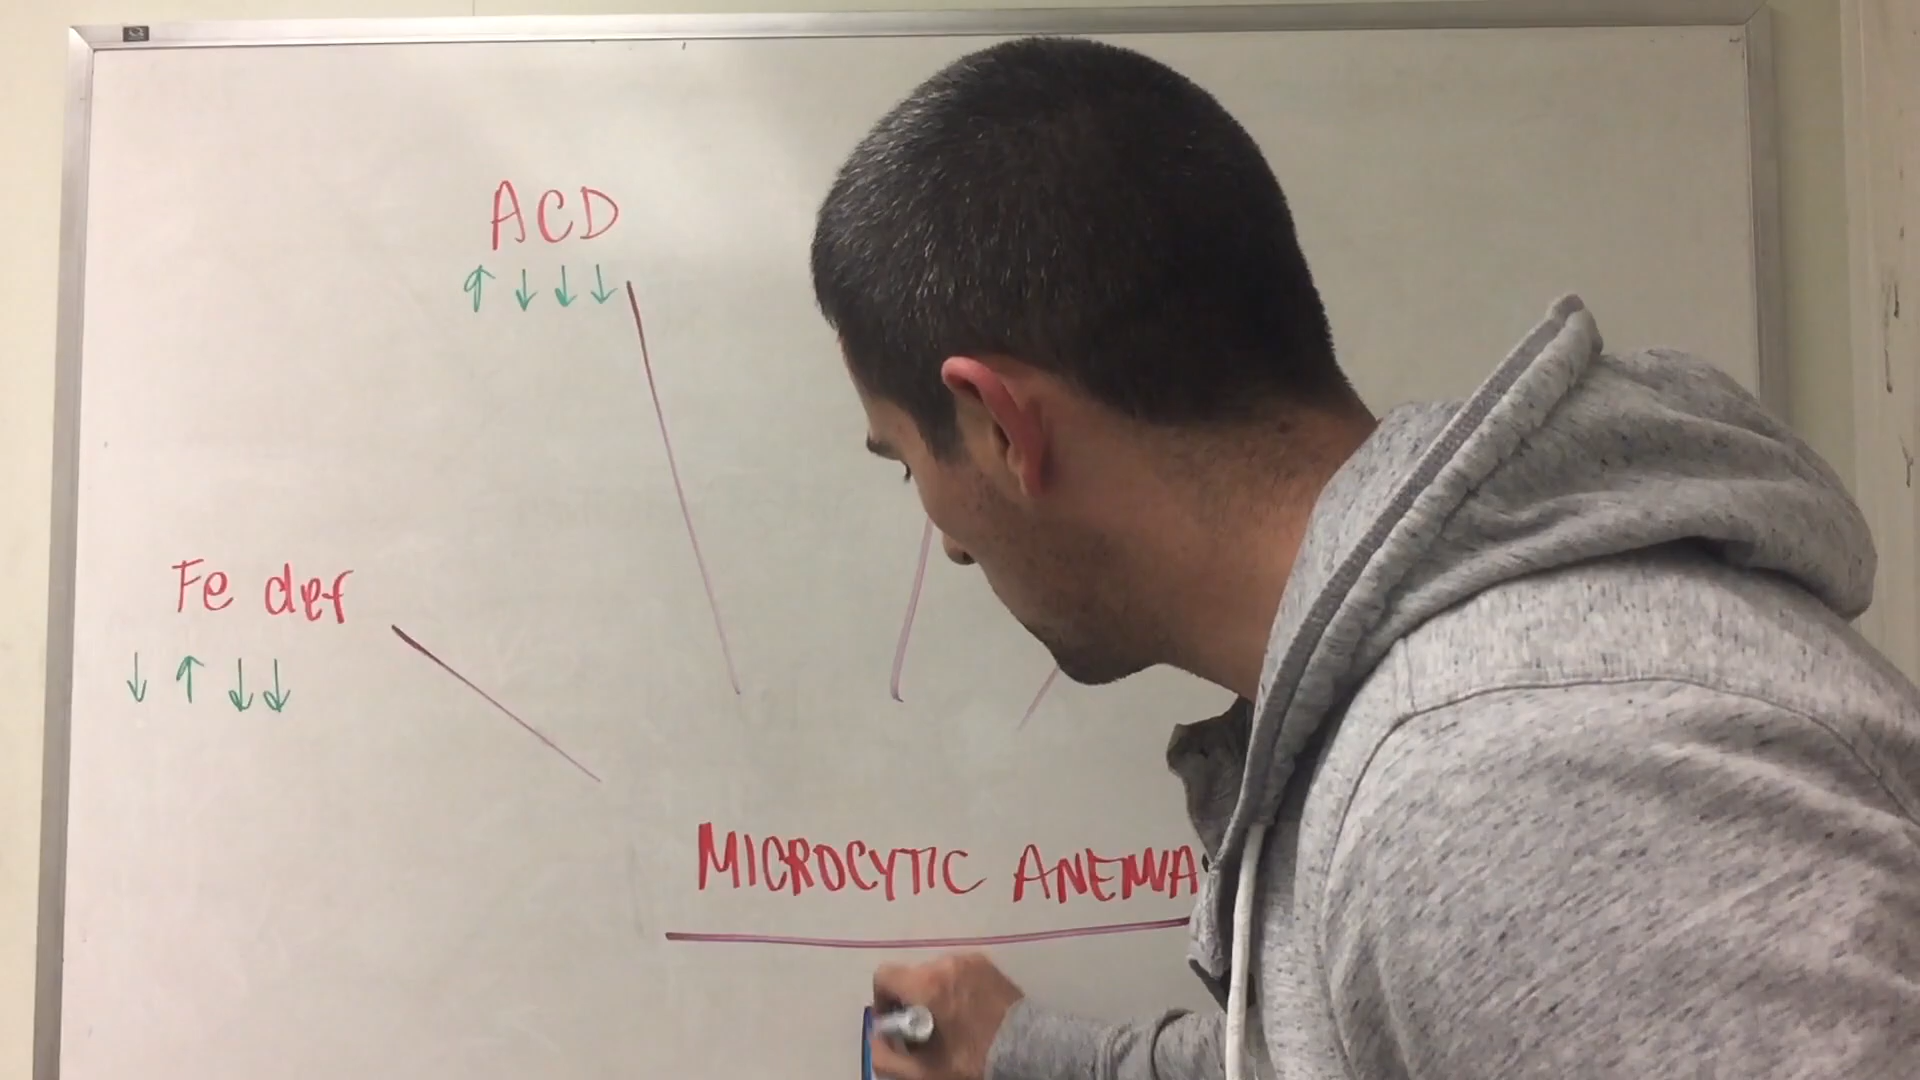 ACD
↑ ↓ ↓ ↓
Fe def
↓ ↑ ↓ ↓
MICROCYTIC ANEMIA